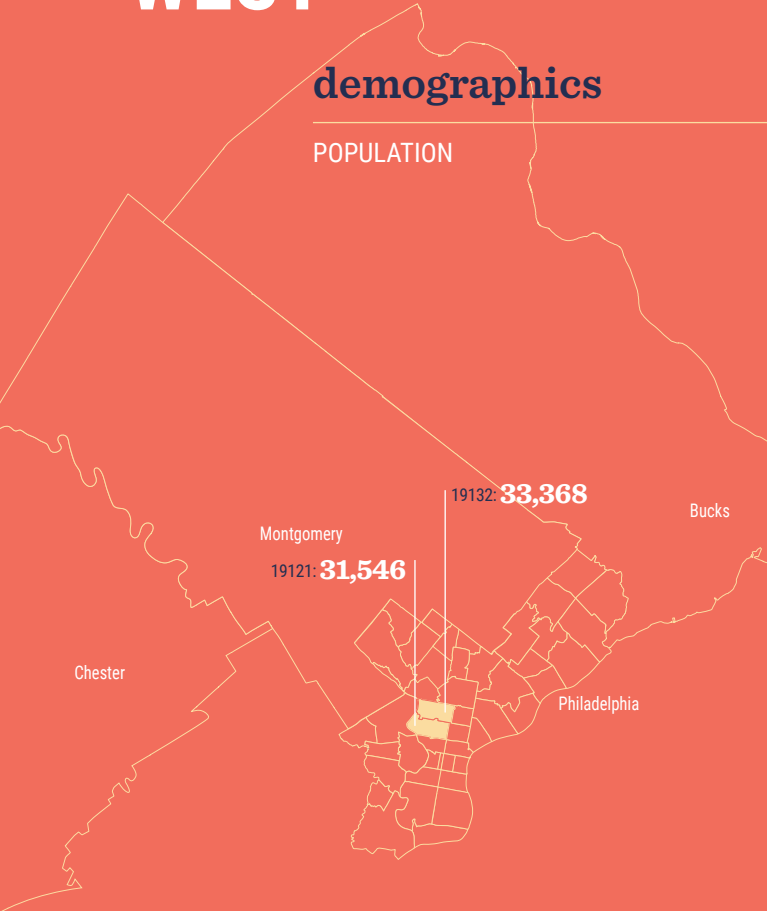 demographics
POPULATION
19132: 33,368
Bucks
Montgomery
19121: 31,546
Chester
Philadelphia